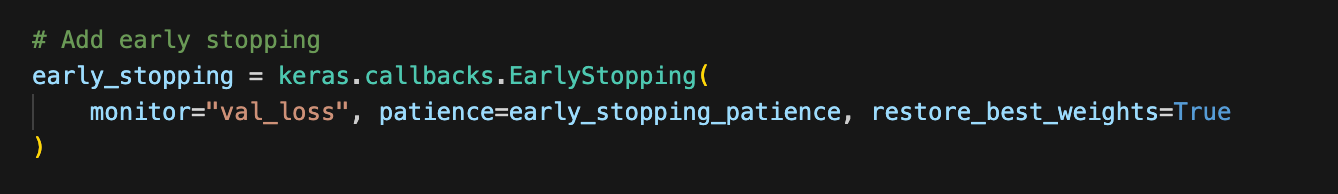 # Add early stopping
early_stopping = keras.callbacks.EarlyStopping(
    monitor="val_loss", patience=early_stopping_patience, restore_best_weights=True
)